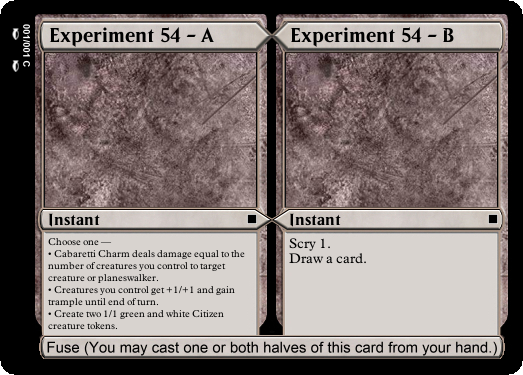 001/001 C
Experiment 54 – A
Instant
Choose one —
• Cabaretti Charm deals damage equal to the
number of creatures you control to target
creature or planeswalker.
• Creatures you control get +1/+1 and gain
trample until end of turn.
• Create two 1/1 green and white Citizen
creature tokens.
Experiment 54 – B
Instant
Scry 1.
Draw a card.
Fuse (You may cast one or both halves of this card from your hand.)